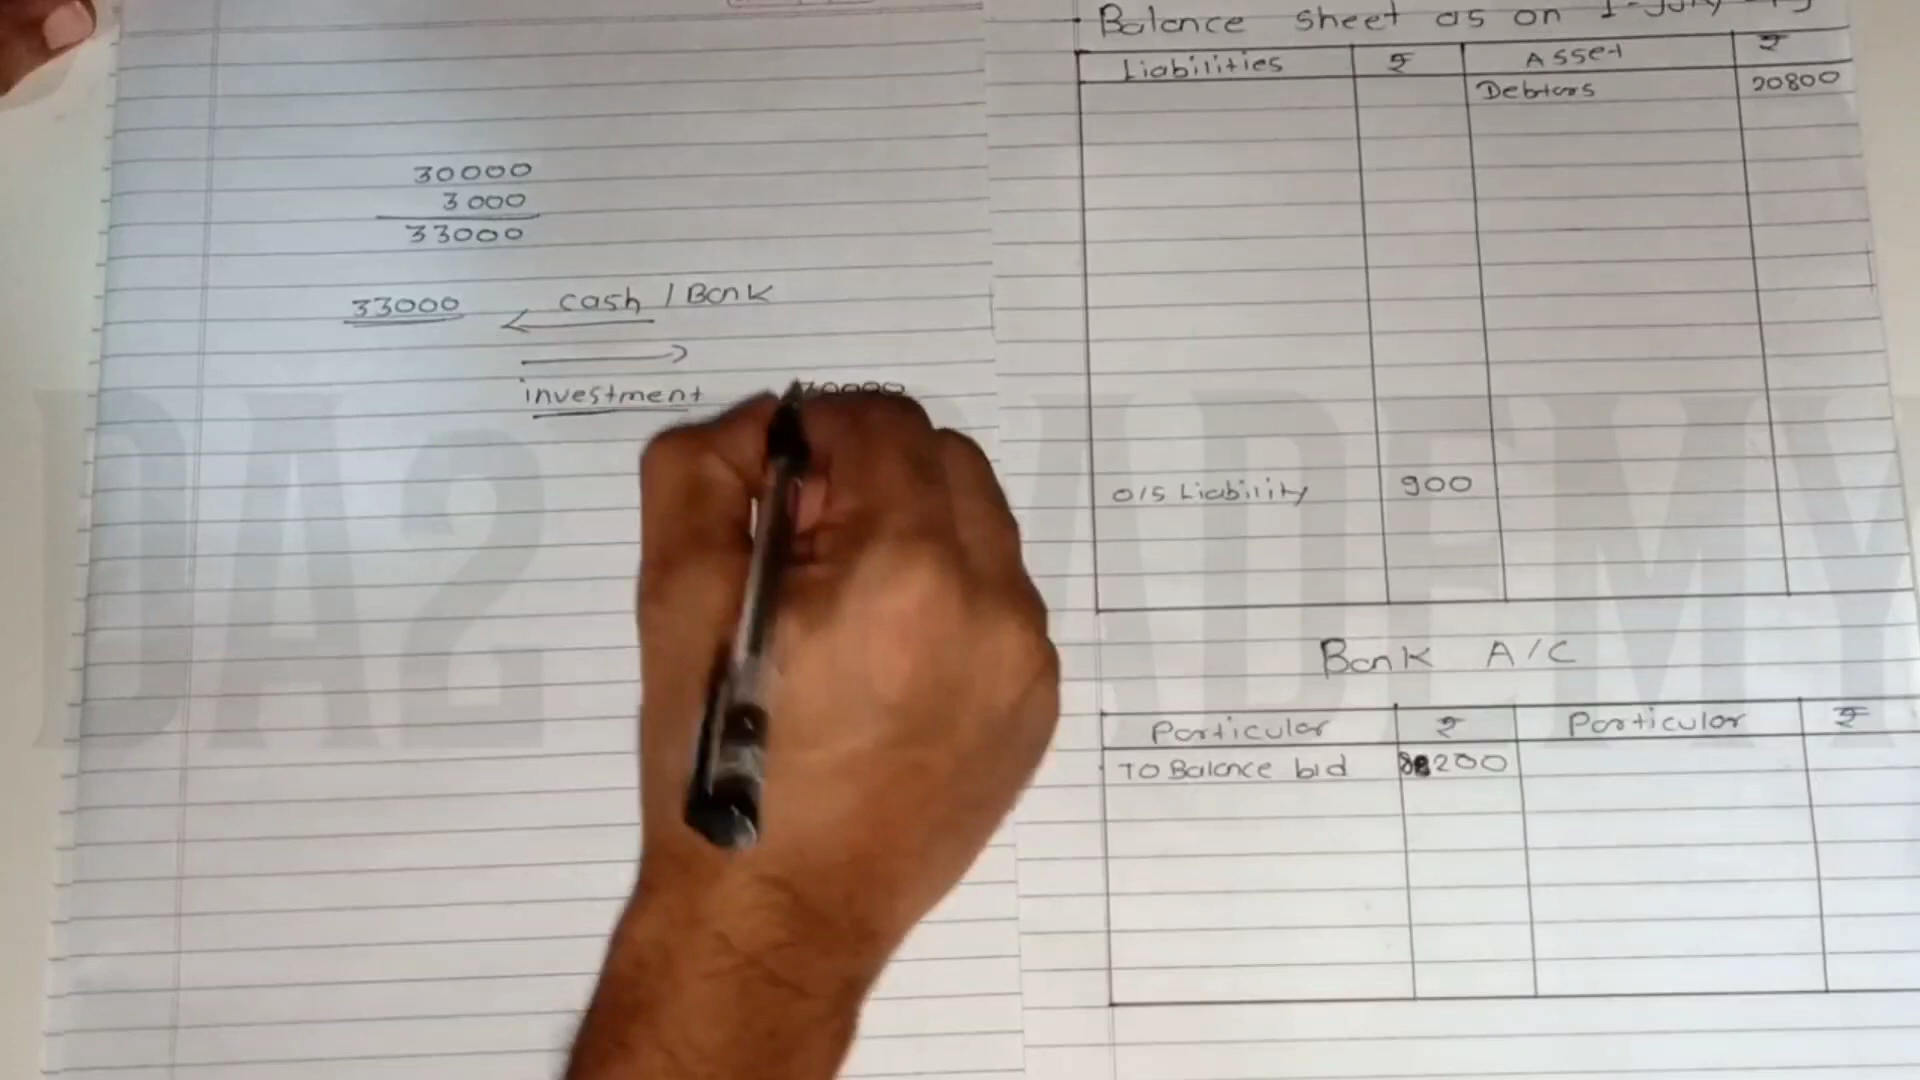 30000
3000
33000
33000 cash / Bank
investment
Balance sheet as on
Liabilities ₹ Asset ₹
Debtors 20800
O/S Liability 900
Bank A/C
Particular ₹ Particular ₹
TO Balance b/d 200